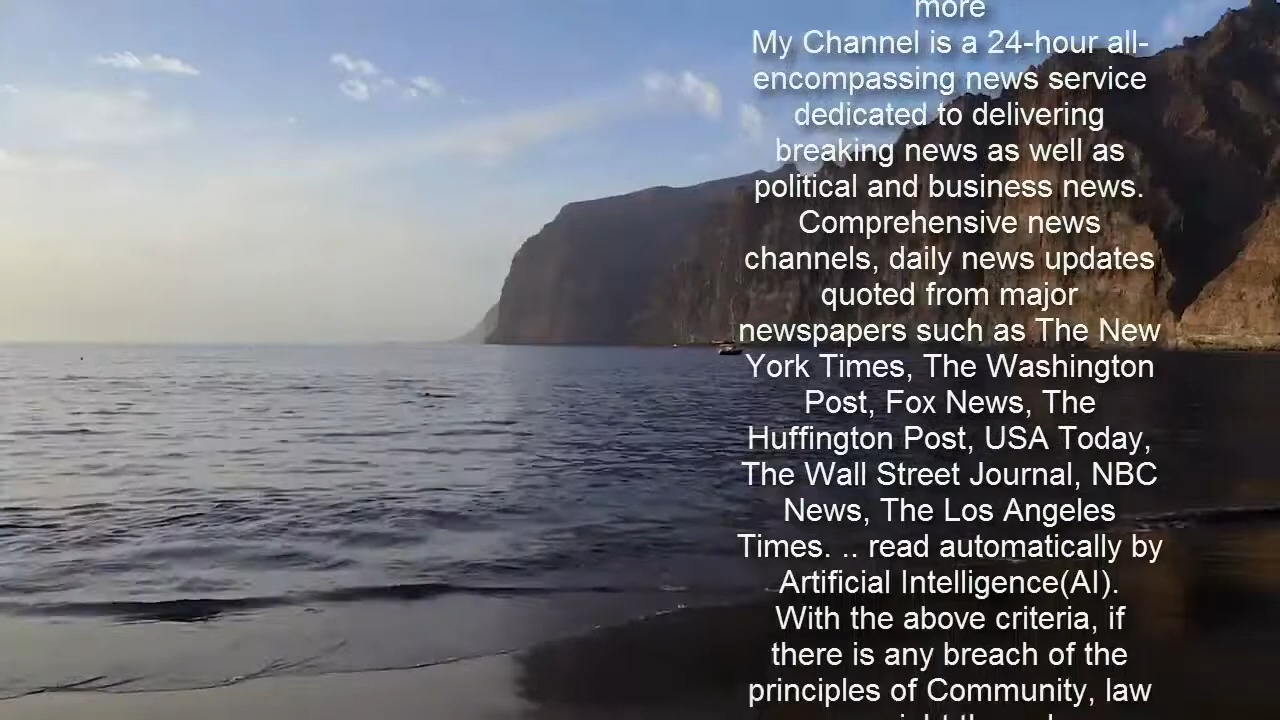 more
My Channel is a 24-hour all-
encompassing news service
dedicated to delivering
breaking news as well as
political and business news.
Comprehensive news
channels, daily news updates
quoted from major
newspapers such as The New
York Times, The Washington
Post, Fox News, The
Huffington Post, USA Today,
The Wall Street Journal, NBC
News, The Los Angeles
Times. .. read automatically by
Artificial Intelligence(AI).
With the above criteria, if
there is any breach of the
principles of Community, law